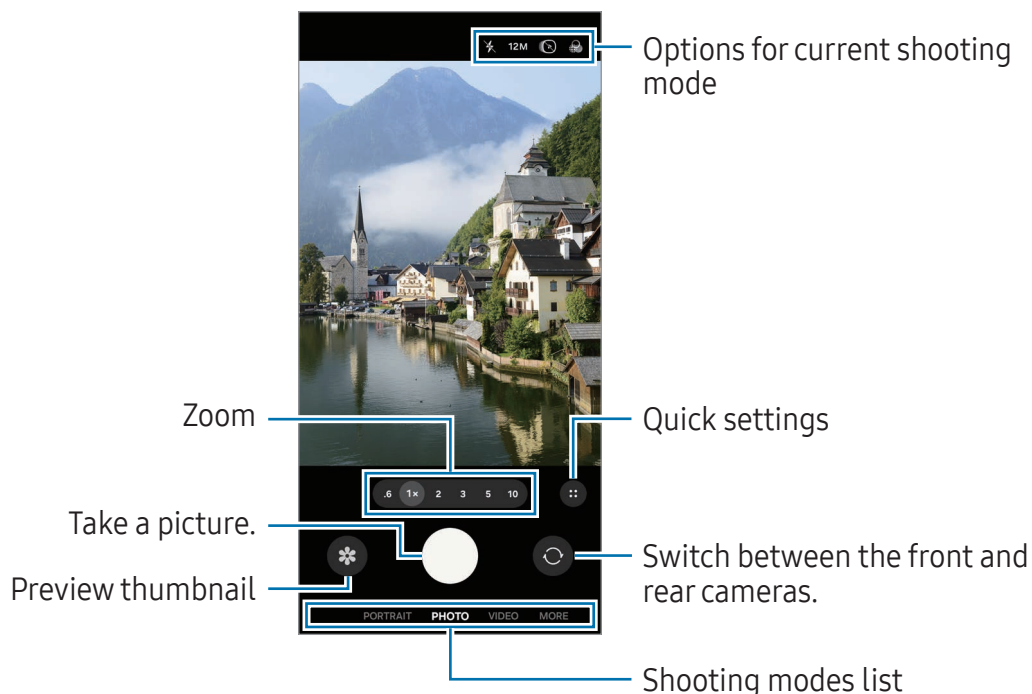 12M
Options for current shooting
mode
Zoom
Quick settings
.6 1× 2 3 5 10
Take a picture.
Preview thumbnail
Switch between the front and
rear cameras.
PORTRAIT PHOTO VIDEO MORE
Shooting modes list